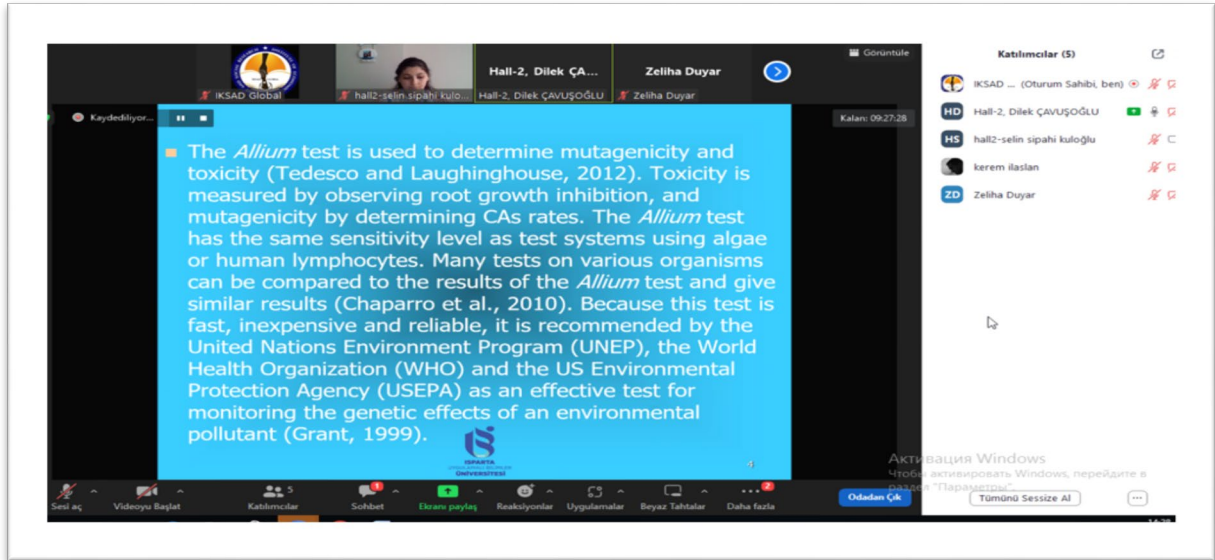 Görüntüle
Hall-2, Dilek ÇA...
Zeliha Duyar
IKSAD Global
hall2-selin sipahi kulo...
Hall-2, Dilek ÇAVUŞOĞLU
Zeliha Duyar
Kaydediliyor...
Kalan: 09:27:28
The Allium test is used to determine mutagenicity and
toxicity (Tedesco and Laughinghouse, 2012). Toxicity is
measured by observing root growth inhibition, and
mutagenicity by determining CAs rates. The Allium test
has the same sensitivity level as test systems using algae
or human lymphocytes. Many tests on various organisms
can be compared to the results of the Allium test and give
similar results (Chaparro et al., 2010). Because this test is
fast, inexpensive and reliable, it is recommended by the
United Nations Environment Program (UNEP), the World
Health Organization (WHO) and the US Environmental
Protection Agency (USEPA) as an effective test for
monitoring the genetic effects of an environmental
pollutant (Grant, 1999).
ISPARTA
ÜNİVERSİTESİ
4
Katılımcılar (5)
IKSAD ... (Oturum Sahibi, ben)
HD Hall-2, Dilek ÇAVUŞOĞLU
HS hall2-selin sipahi kuloğlu
kerem ilaslan
ZD Zeliha Duyar
Активация Windows
Чтобы активировать Windows, перейдите в
раздел "Параметры".
Sesi aç
Videoyu Başlat
5
Katılımcılar
1
Sohbet
Ekranı paylaş
Reaksiyonlar
Uygulamalar
Beyaz Tahtalar
2
Daha fazla
Odadan Çık
Tümünü Sessize Al